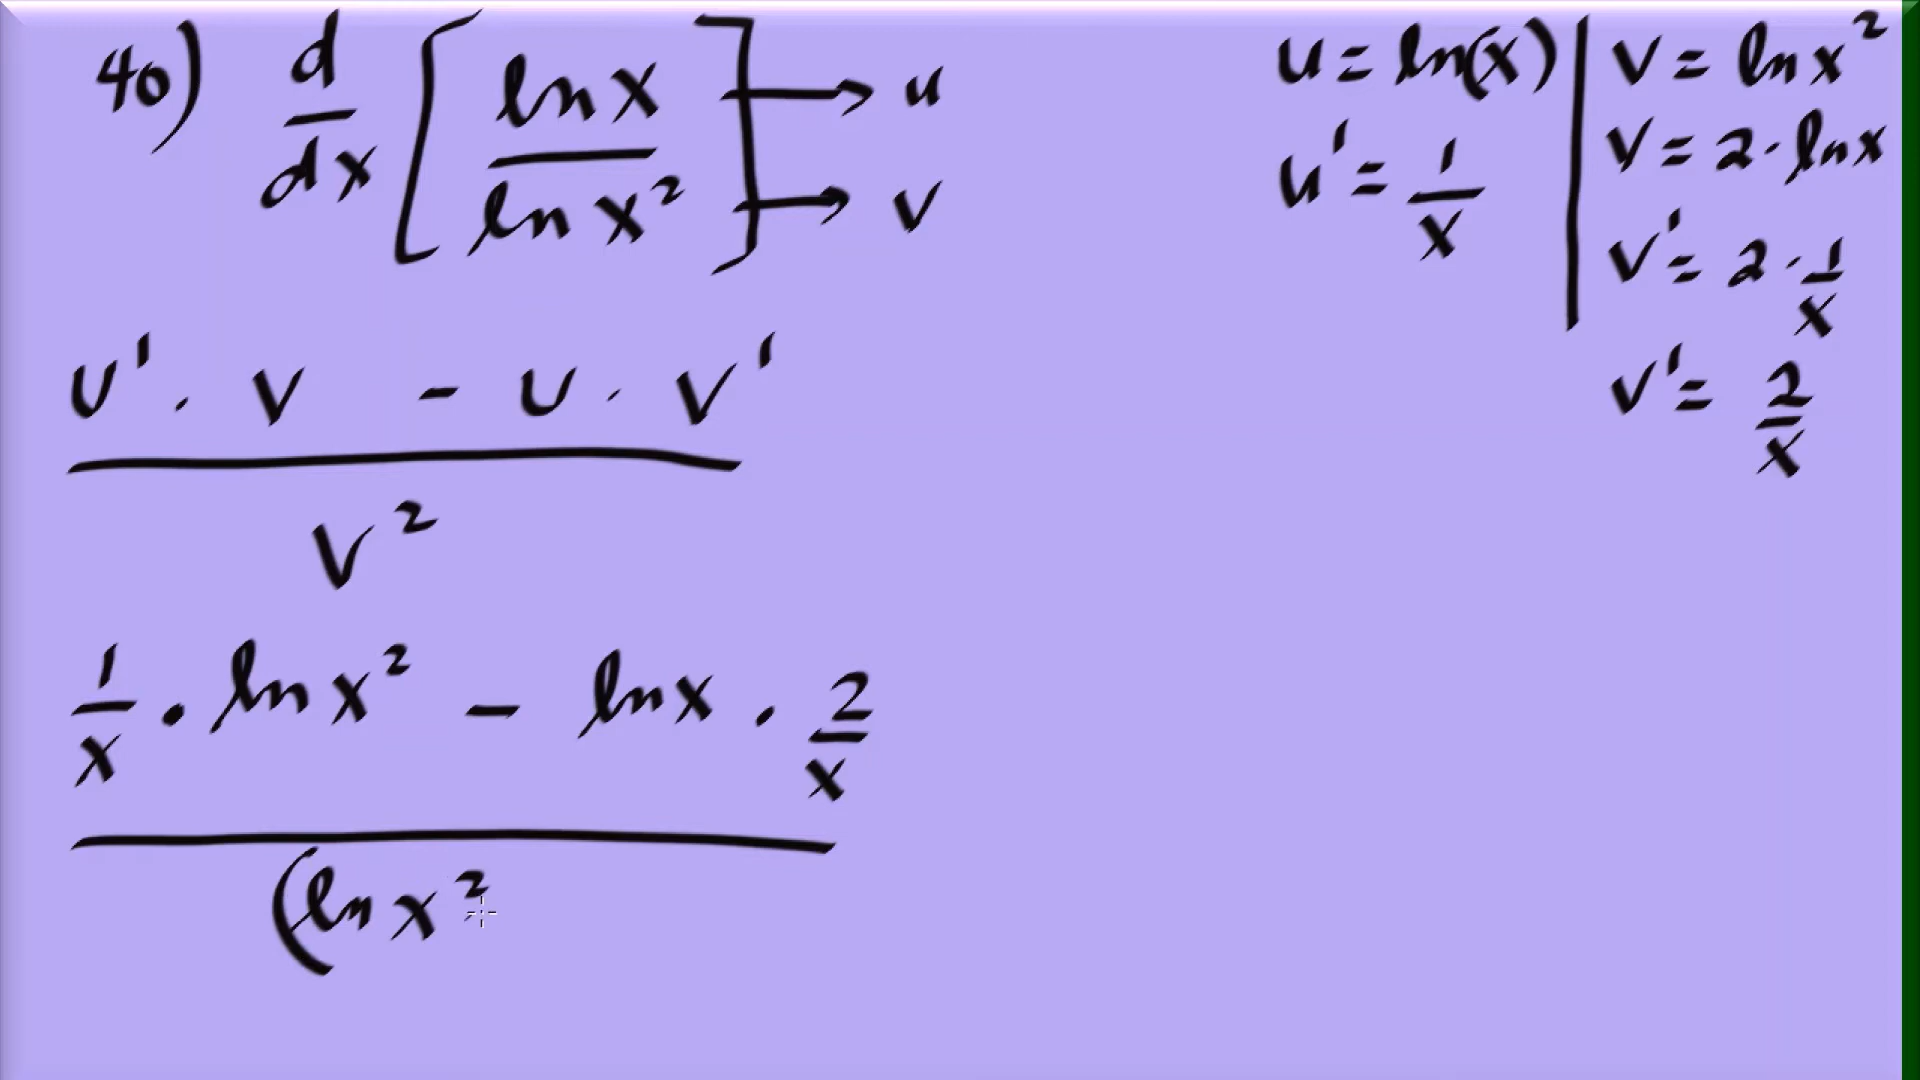 40) d/dx [ ln x / ln x² ] → u → v
u = ln(x) | v = ln x²
v = 2 · ln x
u' = 1/x
v' = 2 · 1/x
v' = 2/x
u' · v - u · v'
v²
1/x · ln x² - ln x · 2/x
(ln x²